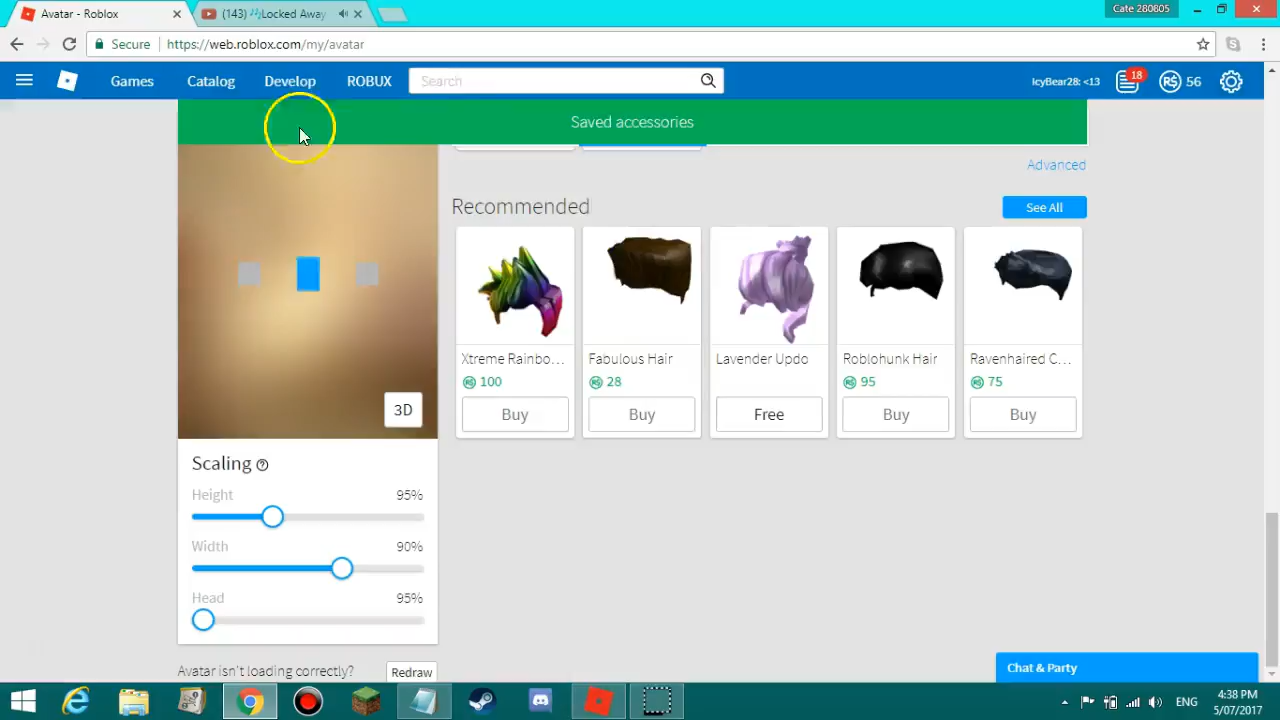 Avatar - Roblox
(143) 🎶Locked Away
Cate 280805
Secure
https://web.roblox.com/my/avatar
Games
Catalog
Develop
ROBUX
Search
IcyBear28: <13
18
R$ 56
Saved accessories
Advanced
Recommended
See All
3D
Xtreme Rainbo...
Fabulous Hair
Lavender Updo
Roblohunk Hair
Ravenhaired C...
R$ 100
R$ 28
R$ 95
R$ 75
Buy
Buy
Free
Buy
Buy
Scaling ?
Height 95%
Width 90%
Head 95%
Avatar isn't loading correctly?
Redraw
Chat & Party
ENG
4:38 PM
5/07/2017